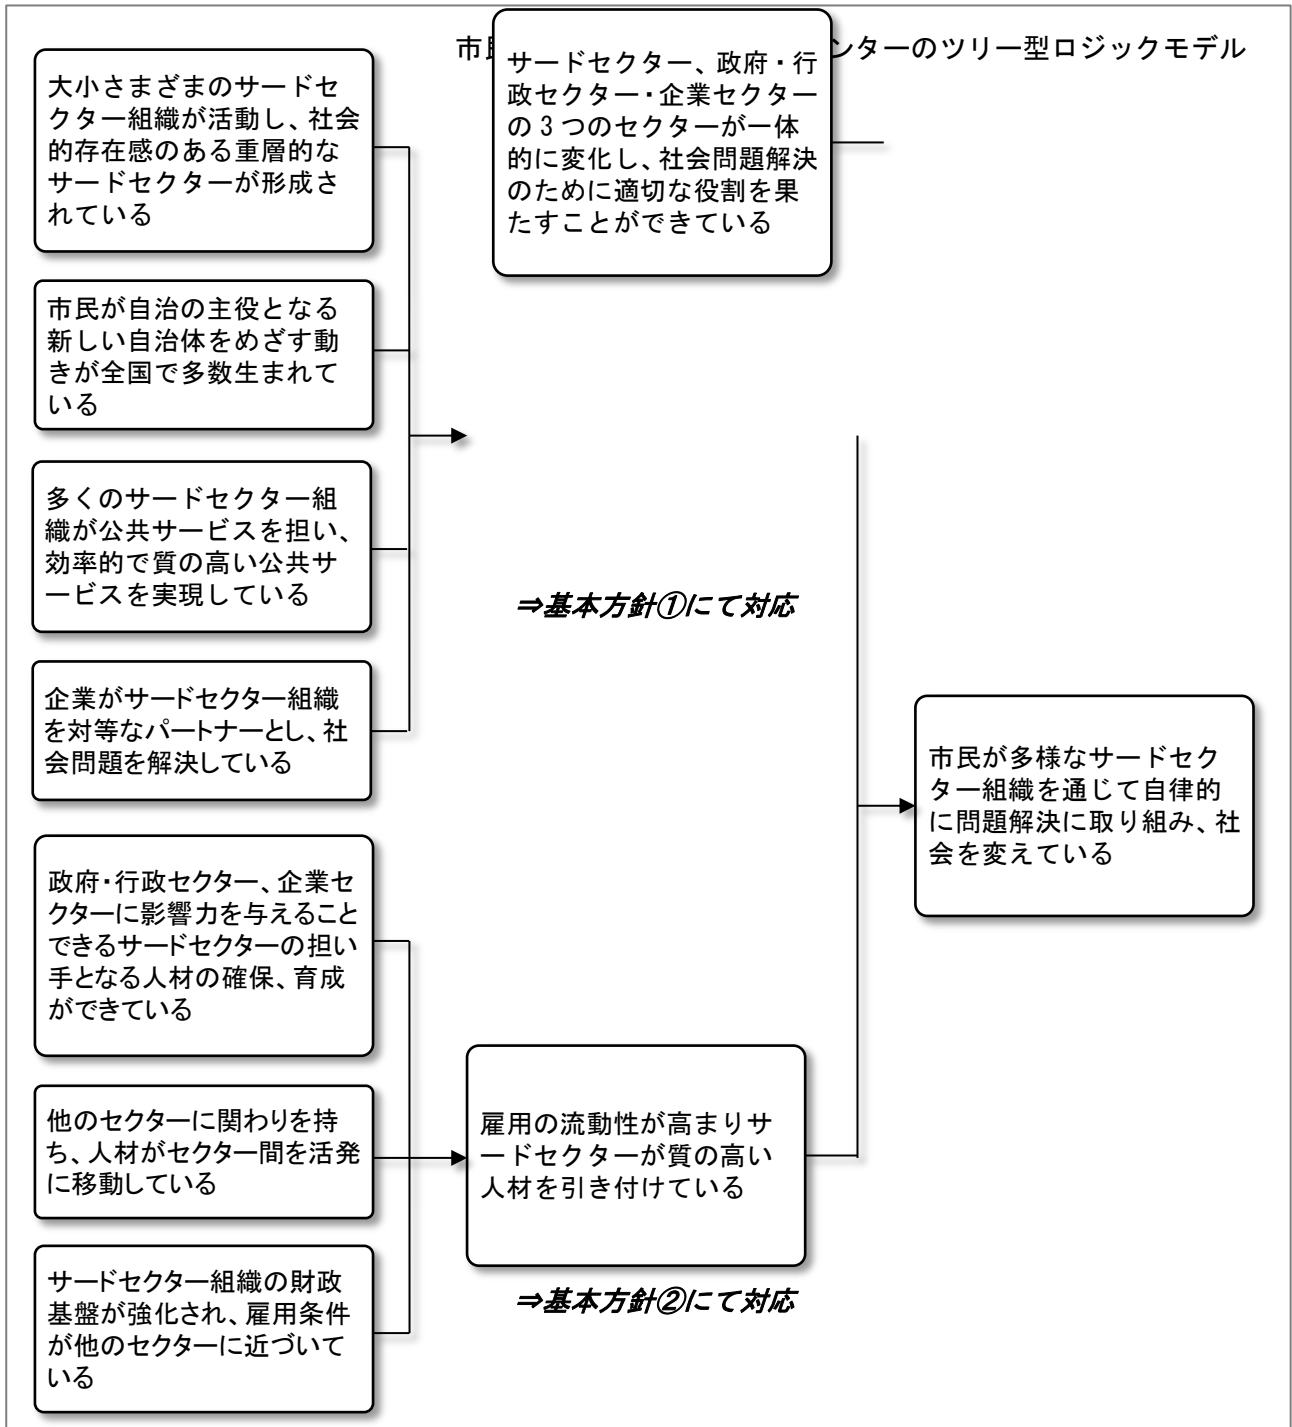 市民
ンターのツリー型ロジックモデル
大小さまざまのサードセ
クター組織が活動し、社会
的存在感のある重層的な
サードセクターが形成さ
れている
サードセクター、政府・行
政セクター・企業セクター
の3つのセクターが一体
的に変化し、社会問題解決
のために適切な役割を果
たすことができている
市民が自治の主役となる
新しい自治体をめざす動
きが全国で多数生まれて
いる
多くのサードセクター組
織が公共サービスを担い、
効率的で質の高い公共サ
ービスを実現している
⇒基本方針①にて対応
企業がサードセクター組織
を対等なパートナーとし、社
会問題を解決している
市民が多様なサードセク
ター組織を通じて自律的
に問題解決に取り組み、社
会を変えている
政府・行政セクター、企業セ
クターに影響力を与えること
できるサードセクターの担い
手となる人材の確保、育成
ができている
他のセクターに関わりを持
ち、人材がセクター間を活発
に移動している
雇用の流動性が高まりサ
ードセクターが質の高い
人材を引き付けている
サードセクター組織の財政
基盤が強化され、雇用条件
が他のセクターに近づいて
いる
⇒基本方針②にて対応